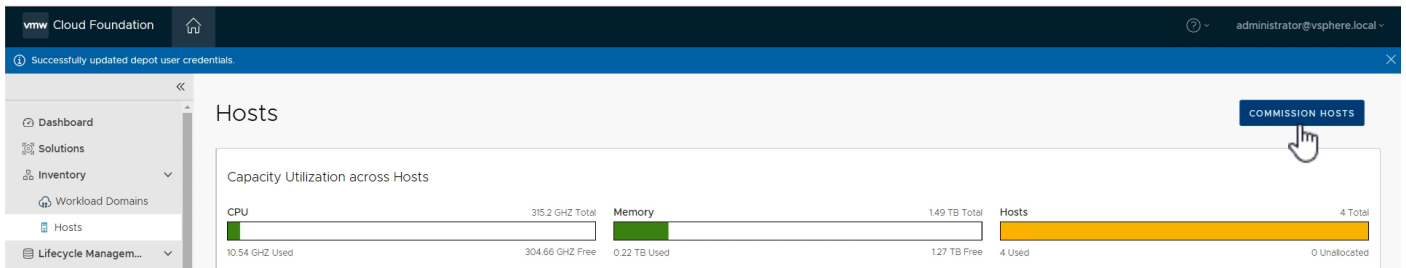 vmw Cloud Foundation
administrator@vsphere.local
Successfully updated depot user credentials.
Dashboard
Solutions
Inventory
Workload Domains
Hosts
Lifecycle Managem...
Hosts
COMMISSION HOSTS
Capacity Utilization across Hosts
CPU 315.2 GHZ Total
10.54 GHZ Used 304.66 GHZ Free
Memory 1.49 TB Total
0.22 TB Used 1.27 TB Free
Hosts 4 Total
4 Used 0 Unallocated